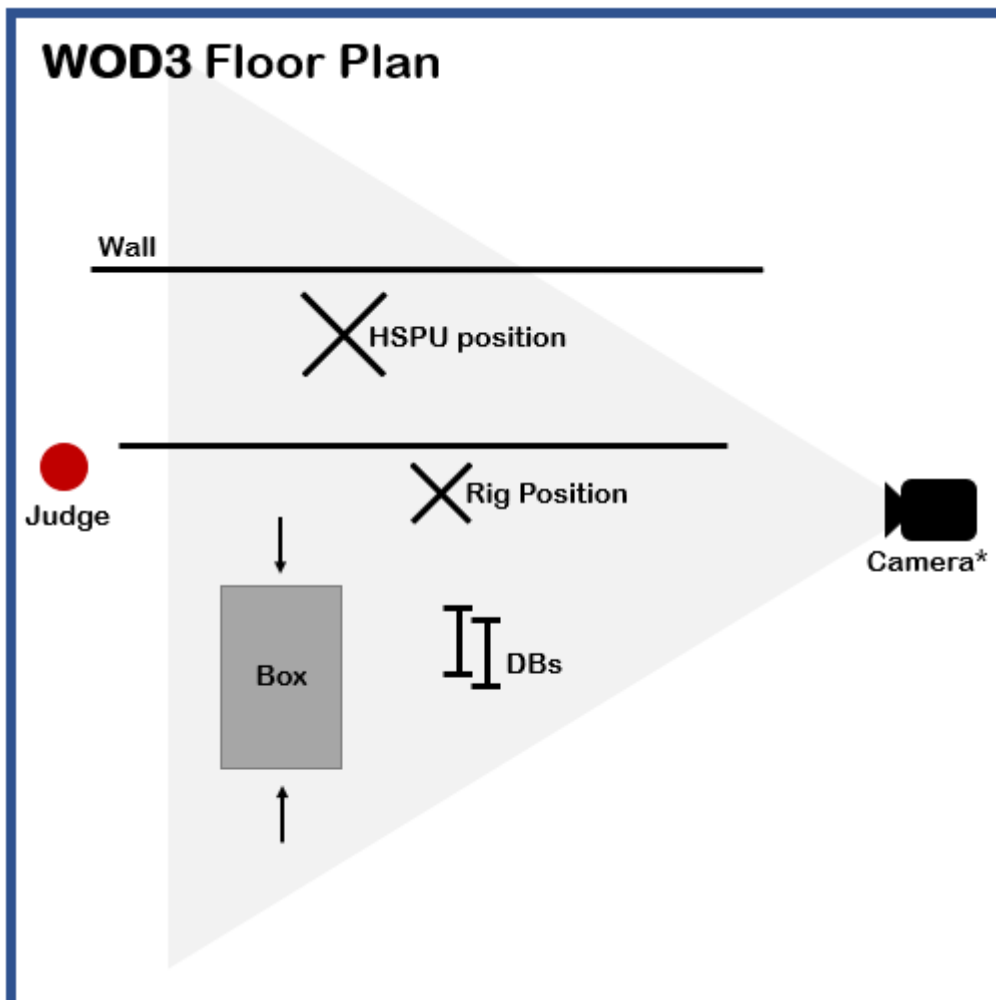 WOD3 Floor Plan
Wall
HSPU position
Rig Position
Judge
Camera*
Box
DBs